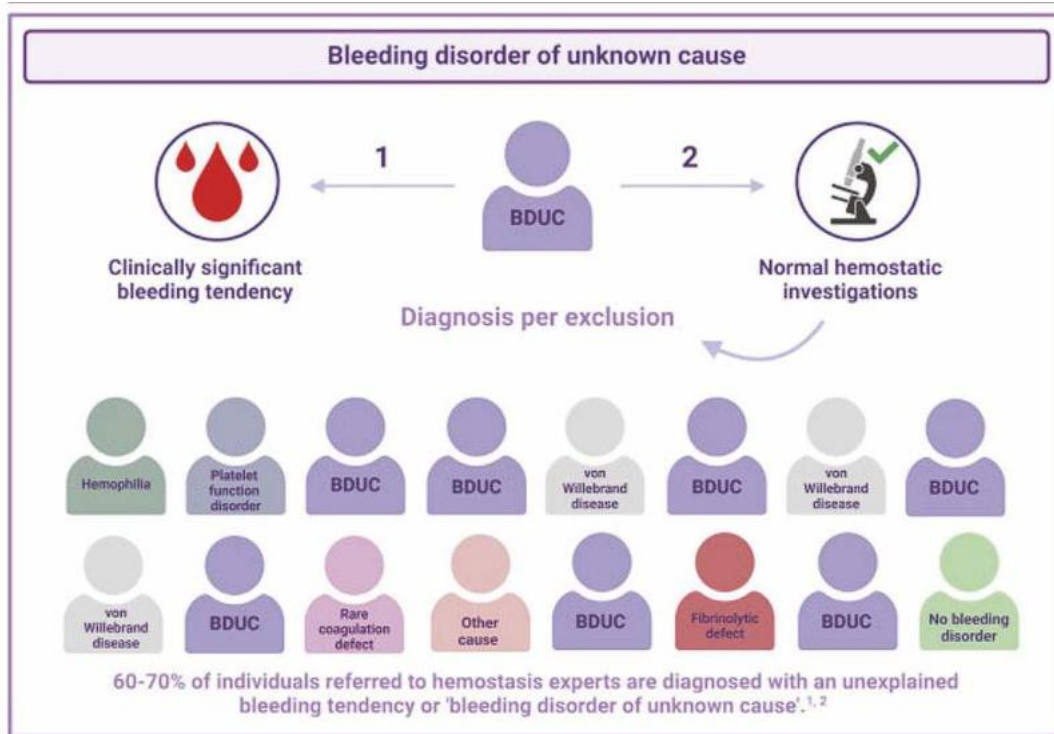 Bleeding disorder of unknown cause
1
2
BDUC
Clinically significant
bleeding tendency
Normal hemostatic
investigations
Diagnosis per exclusion
Hemophilia
Platelet
function
disorder
BDUC
BDUC
von
Willebrand
disease
BDUC
von
Willebrand
disease
BDUC
von
Willebrand
disease
BDUC
Rare
coagulation
defect
Other
cause
BDUC
Fibrinolytic
defect
BDUC
No bleeding
disorder
60-70% of individuals referred to hemostasis experts are diagnosed with an unexplained
bleeding tendency or 'bleeding disorder of unknown cause'.1, 2